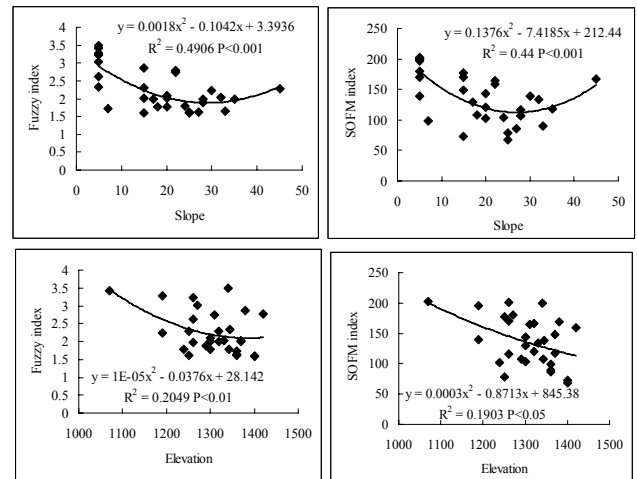 y = 0.0018x² - 0.1042x + 3.3936
R² = 0.4906 P<0.001
4
3.5
3
2.5
2
1.5
1
0.5
0
Fuzzy index
0 10 20 30 40 50
Slope
y = 0.1376x² - 7.4185x + 212.44
R² = 0.44 P<0.001
250
200
150
100
50
0
SOFM index
0 10 20 30 40 50
Slope
4
3.5
3
2.5
2
1.5
1
0.5
0
Fuzzy index
y = 1E-05x² - 0.0376x + 28.142
R² = 0.2049 P<0.01
1000 1100 1200 1300 1400 1500
Elevation
250
200
150
100
50
0
SOFM index
y = 0.0003x² - 0.8713x + 845.38
R² = 0.1903 P<0.05
1000 1100 1200 1300 1400 1500
Elevation